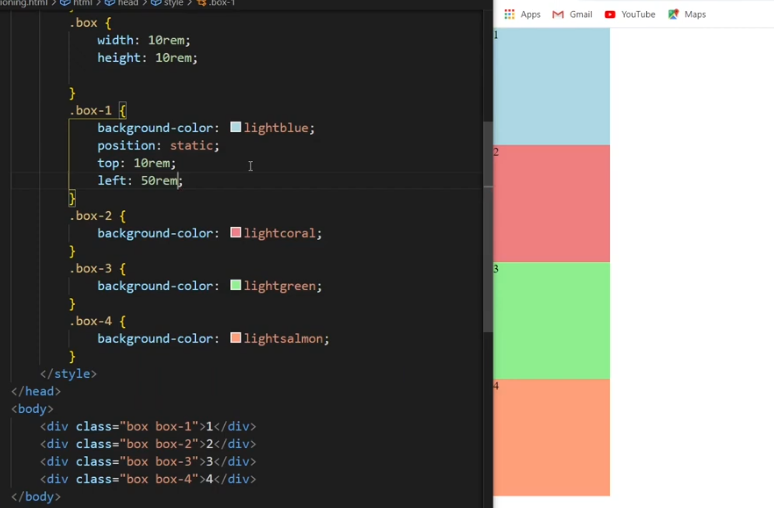 ioning.html > html > head > style > .box-1
.box {
width: 10rem;
height: 10rem;
}
.box-1 {
background-color: lightblue;
position: static;
top: 10rem;
left: 50rem;
}
.box-2 {
background-color: lightcoral;
}
.box-3 {
background-color: lightgreen;
}
.box-4 {
background-color: lightsalmon;
}
</style>
</head>
<body>
<div class="box box-1">1</div>
<div class="box box-2">2</div>
<div class="box box-3">3</div>
<div class="box box-4">4</div>
</body>
Apps Gmail YouTube Maps
1
2
3
4